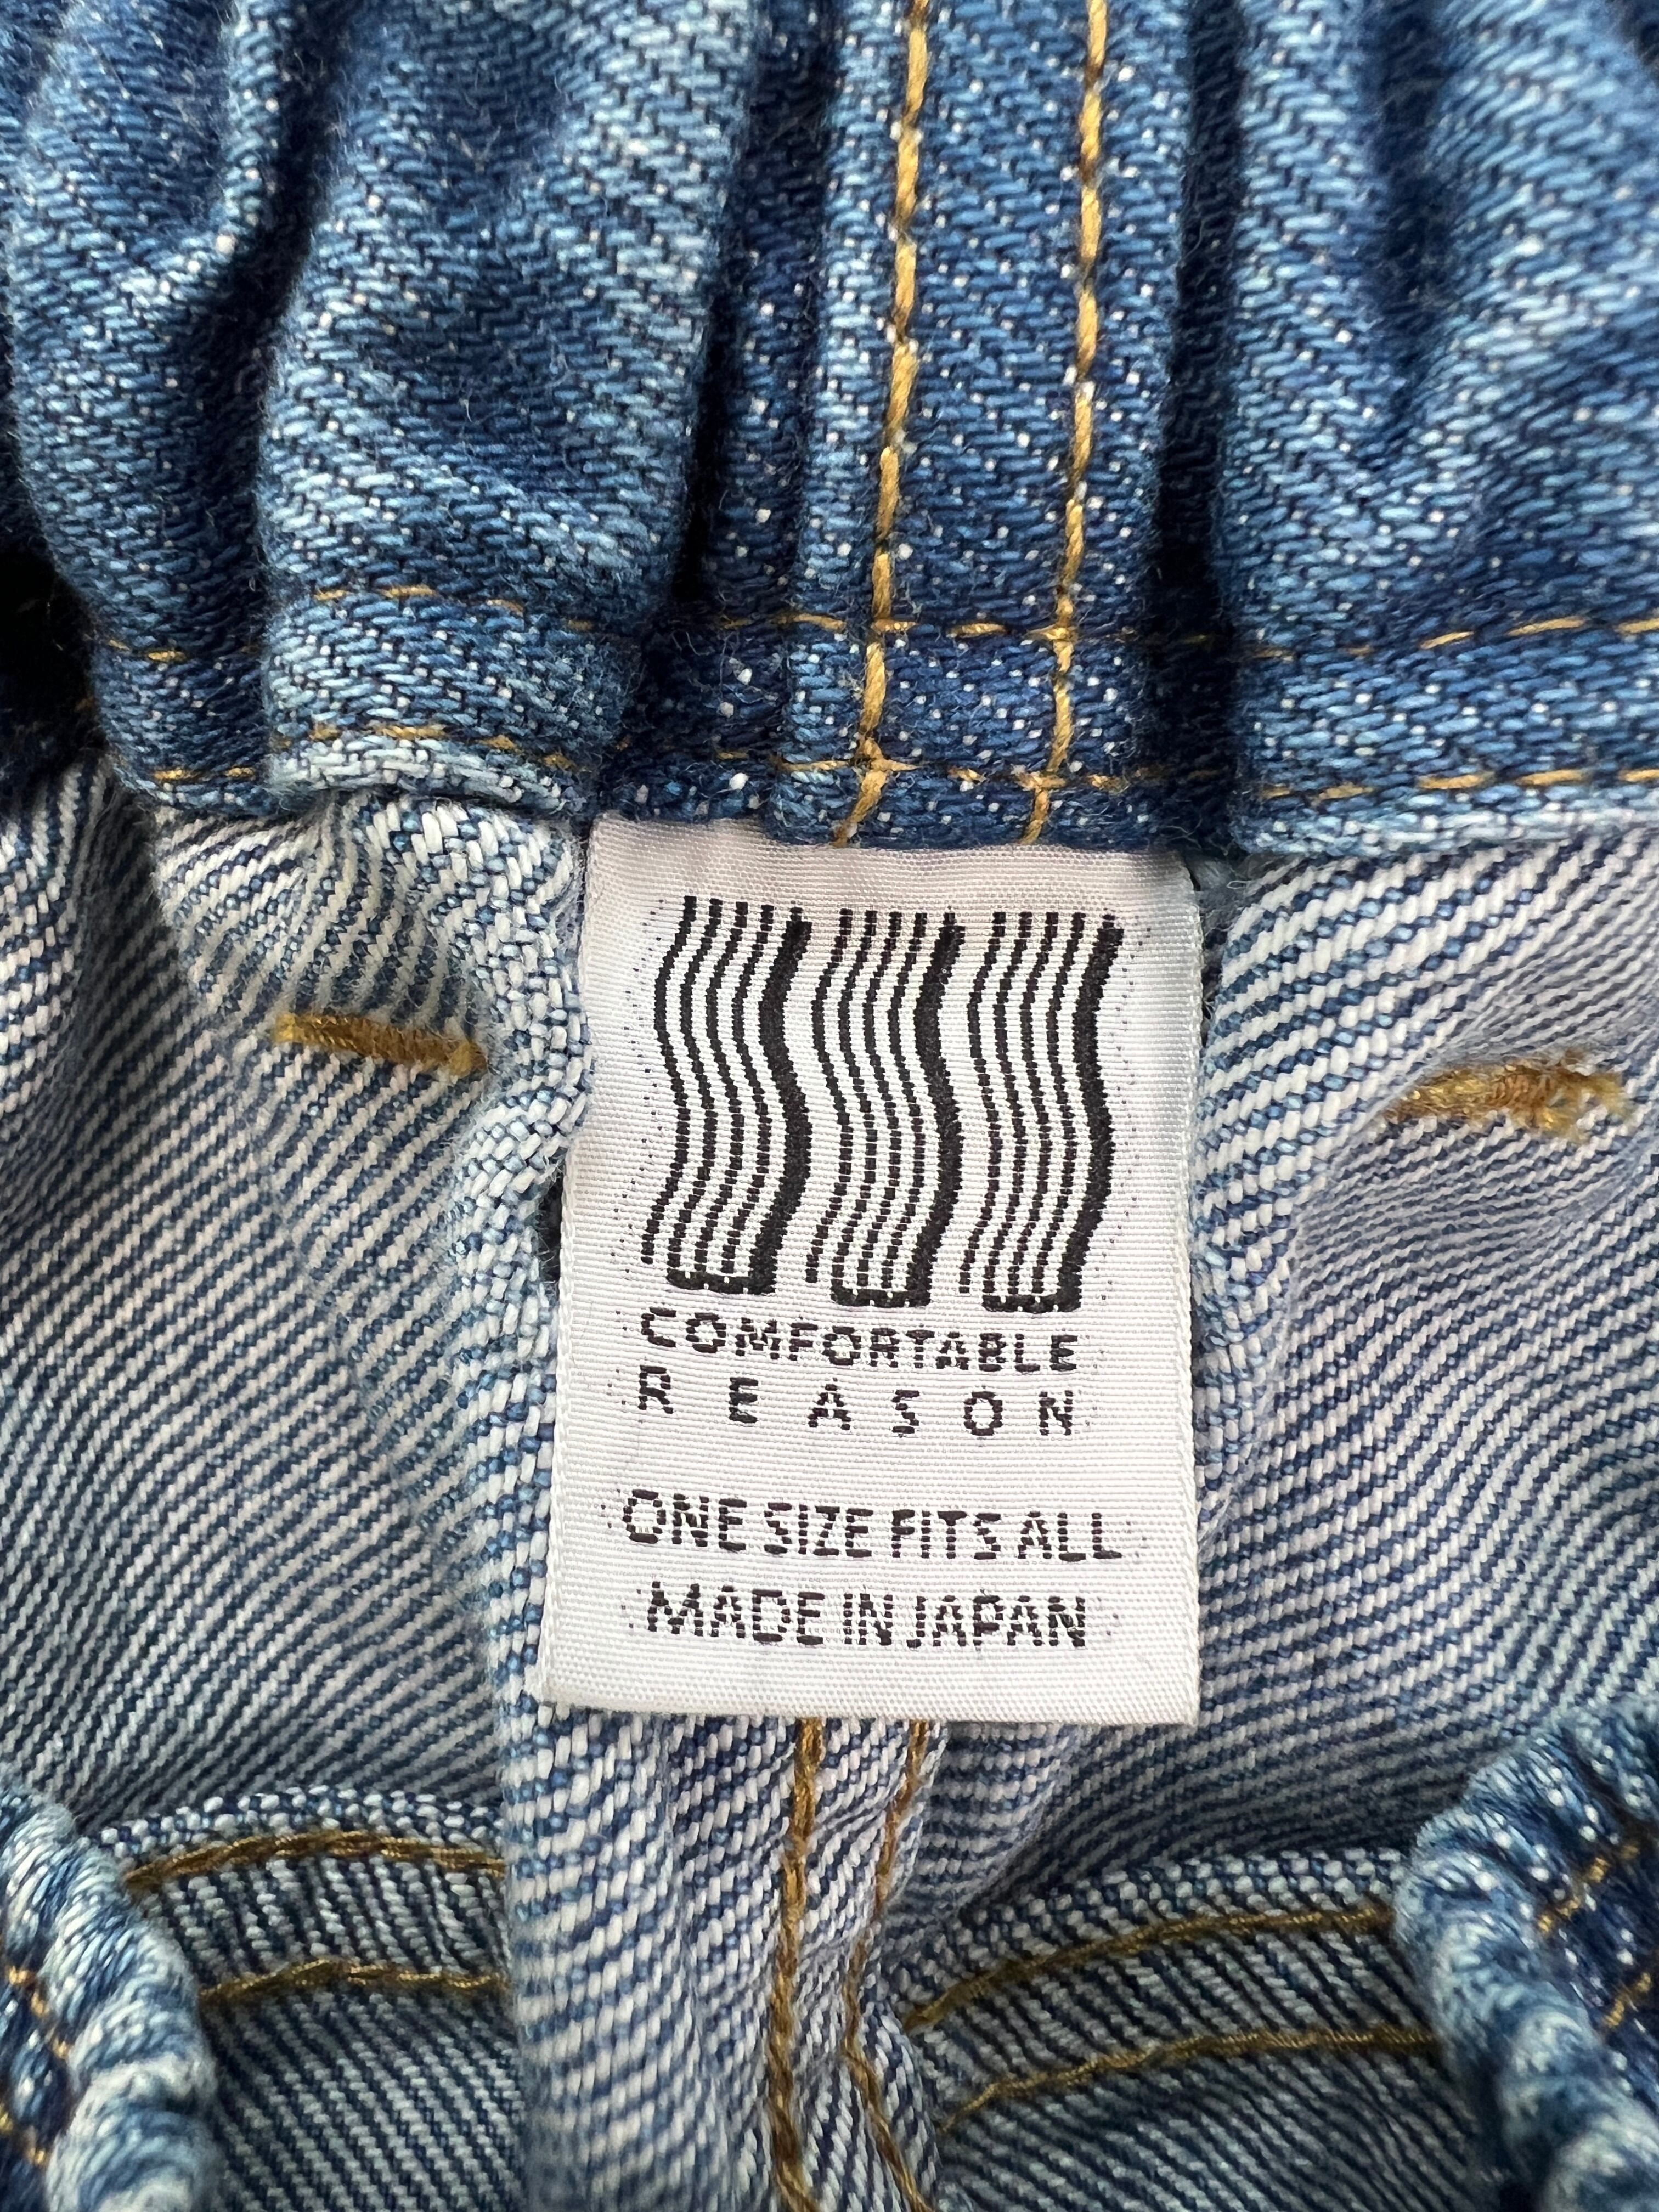 COMFORTABLE
REASON
ONE SIZE FITS ALL
MADE IN JAPAN